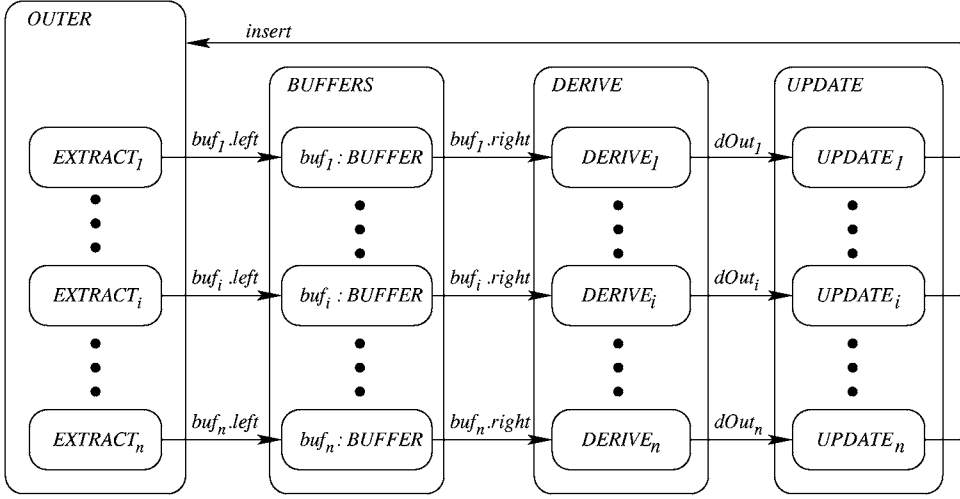 OUTER
insert
BUFFERS DERIVE UPDATE
buf₁.left buf₁.right dOut₁
EXTRACT₁ buf₁ : BUFFER DERIVE₁ UPDATE₁
bufᵢ.left bufᵢ.right dOutᵢ
EXTRACTᵢ bufᵢ : BUFFER DERIVEᵢ UPDATEᵢ
bufₙ.left bufₙ.right dOutₙ
EXTRACTₙ bufₙ : BUFFER DERIVEₙ UPDATEₙ